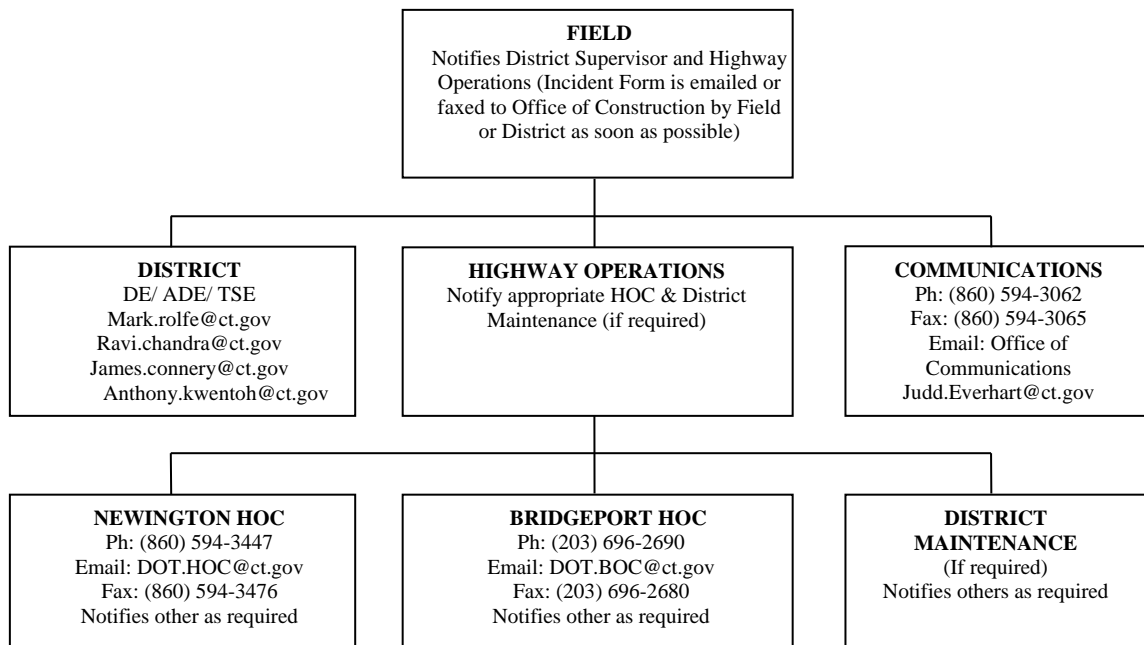 FIELD
Notifies District Supervisor and Highway
Operations (Incident Form is emailed or
faxed to Office of Construction by Field
or District as soon as possible)
DISTRICT
DE/ ADE/ TSE
Mark.rolfe@ct.gov
Ravi.chandra@ct.gov
James.connery@ct.gov
Anthony.kwentoh@ct.gov
HIGHWAY OPERATIONS
Notify appropriate HOC & District
Maintenance (if required)
COMMUNICATIONS
Ph: (860) 594-3062
Fax: (860) 594-3065
Email: Office of
Communications
Judd.Everhart@ct.gov
NEWINGTON HOC
Ph: (860) 594-3447
Email: DOT.HOC@ct.gov
Fax: (860) 594-3476
Notifies other as required
BRIDGEPORT HOC
Ph: (203) 696-2690
Email: DOT.BOC@ct.gov
Fax: (203) 696-2680
Notifies other as required
DISTRICT
MAINTENANCE
(If required)
Notifies others as required